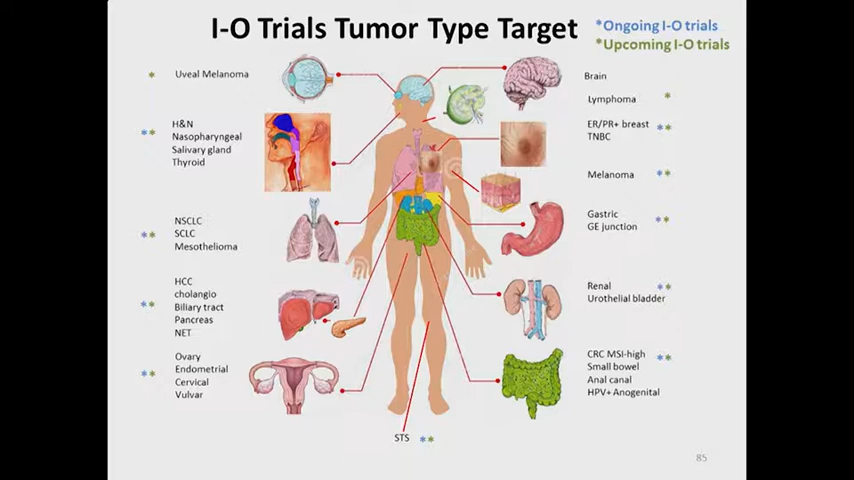 I-O Trials Tumor Type Target
*Ongoing I-O trials
*Upcoming I-O trials
* Uveal Melanoma
H&N
** Nasopharyngeal
Salivary gland
Thyroid
NSCLC
** SCLC
Mesothelioma
HCC
cholangio
** Biliary tract
Pancreas
NET
Ovary
Endometrial
** Cervical
Vulvar
Brain
Lymphoma *
ER/PR+ breast **
TNBC
Melanoma **
Gastric **
GE junction
Renal **
Urothelial bladder
CRC MSI-high **
Small bowel
Anal canal
HPV+ Anogenital
STS **
85